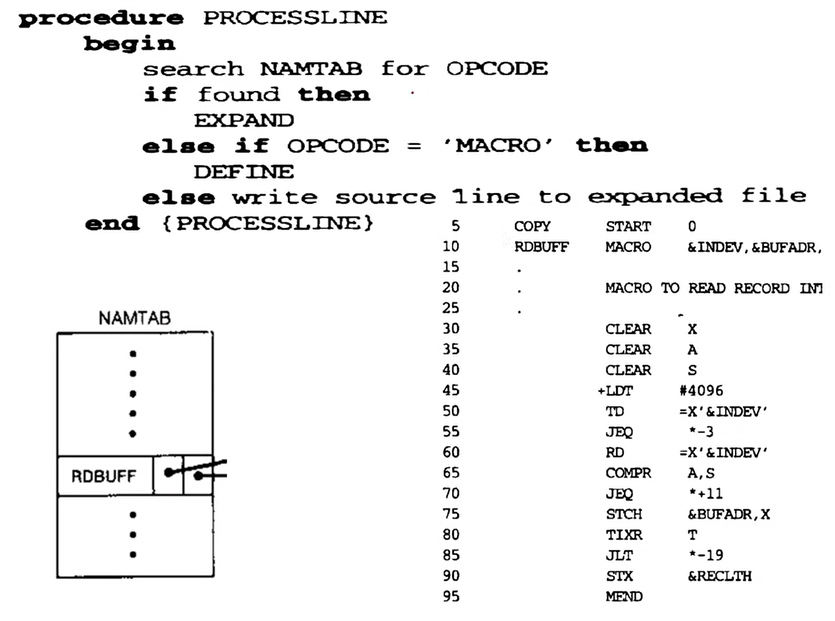 procedure PROCESSLINE
begin
search NAMTAB for OPCODE
if found then
EXPAND
else if OPCODE = 'MACRO' then
DEFINE
else write source line to expanded file
end {PROCESSLINE}
NAMTAB
RDBUFF
5 COPY START 0
10 RDBUFF MACRO &INDEV,&BUFADR,
15 .
20 . MACRO TO READ RECORD INT
25 .
30 CLEAR X
35 CLEAR A
40 CLEAR S
45 +LDT #4096
50 TD =X'&INDEV'
55 JEQ *-3
60 RD =X'&INDEV'
65 COMPR A,S
70 JEQ *+11
75 STCH &BUFADR,X
80 TIXR T
85 JLT *-19
90 STX &RECLTH
95 MEND